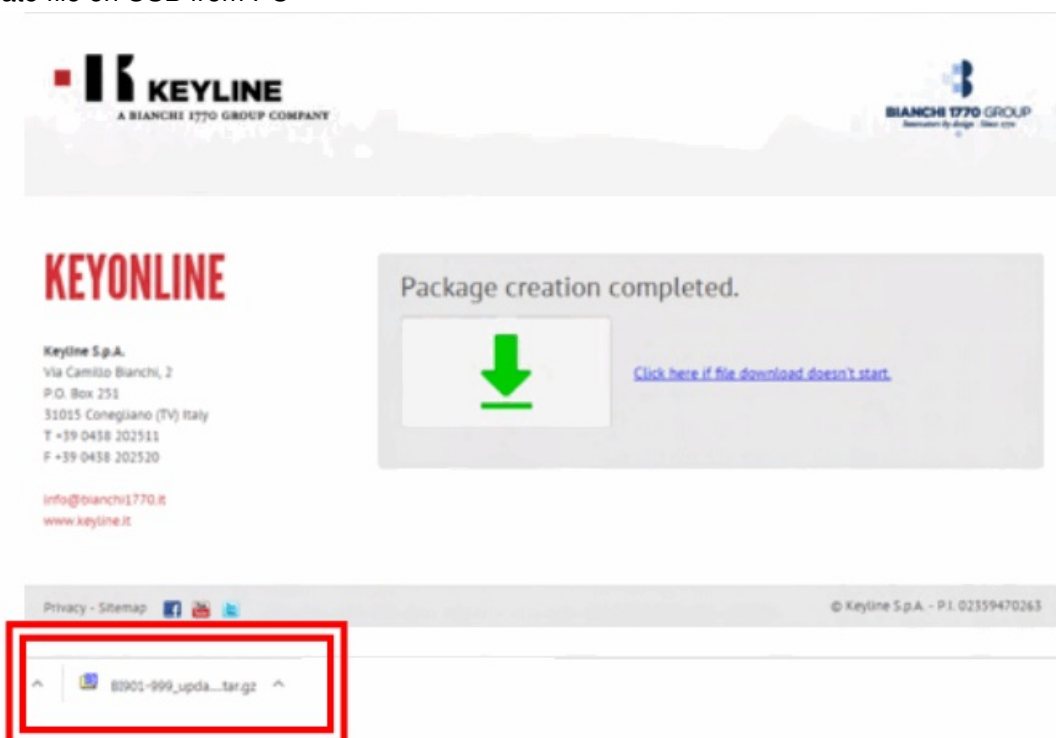 ate file on USB from PC
KEYLINE
A BIANCHI 1770 GROUP COMPANY
BIANCHI 1770 GROUP
KEYONLINE
Package creation completed.
Click here if file download doesn't start.
Keyline S.p.A.
Via Camillo Bianchi, 2
P.O. Box 251
31015 Conegliano (TV) Italy
T +39 0438 202511
F +39 0438 202520
info@bianchi1770.it
www.keyline.it
Privacy - Sitemap
© Keyline S.p.A. - P.I. 02359470263
BI901-999_upda....tar.gz